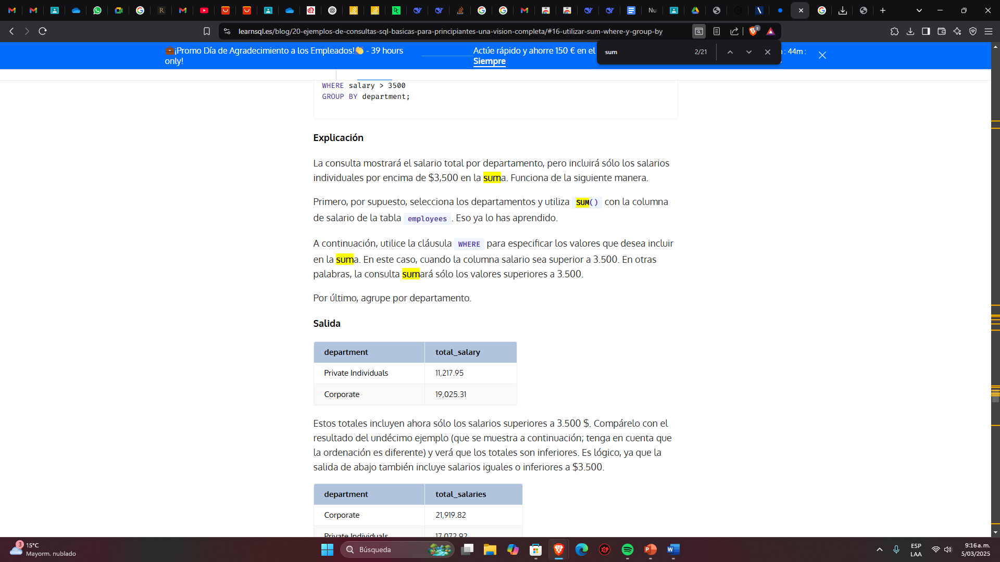 Nu
learnsql.es/blog/20-ejemplos-de-consultas-sql-basicas-para-principiantes-una-vision-completa/#16-utilizar-sum-where-y-group-by
3
💼¡Promo Día de Agradecimiento a los Empleados!👏 - 39 hours
only!
Actúe rápido y ahorre 150 € en el
Siempre
sum
2/21
: 44m :
WHERE salary > 3500
GROUP BY department;
Explicación
La consulta mostrará el salario total por departamento, pero incluirá sólo los salarios
individuales por encima de $3,500 en la suma. Funciona de la siguiente manera.
Primero, por supuesto, selecciona los departamentos y utiliza SUM() con la columna
de salario de la tabla employees . Eso ya lo has aprendido.
A continuación, utilice la cláusula WHERE para especificar los valores que desea incluir
en la suma. En este caso, cuando la columna salario sea superior a 3.500. En otras
palabras, la consulta sumará sólo los valores superiores a 3.500.
Por último, agrupe por departamento.
Salida
department total_salary
Private Individuals 11,217.95
Corporate 19,025.31
Estos totales incluyen ahora sólo los salarios superiores a 3.500 $. Compárelo con el
resultado del undécimo ejemplo (que se muestra a continuación; tenga en cuenta que
la ordenación es diferente) y verá que los totales son inferiores. Es lógico, ya que la
salida de abajo también incluye salarios iguales o inferiores a $3.500.
department total_salaries
Corporate 21,919.82
Private Individuals 17,072.92
3
15°C
Mayorm. nublado
Búsqueda
ESP
LAA
9:16 a. m.
5/03/2025